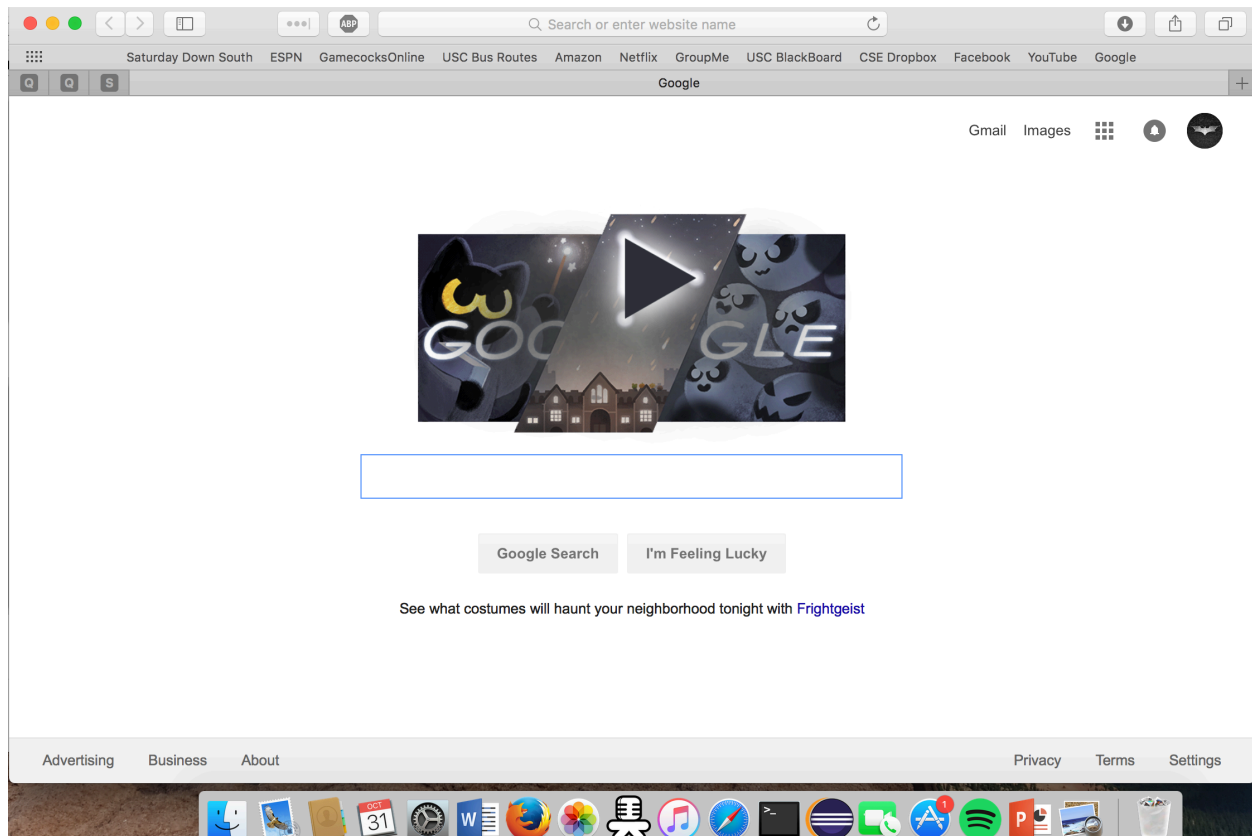 ABP Search or enter website name
Saturday Down South ESPN GamecocksOnline USC Bus Routes Amazon Netflix GroupMe USC BlackBoard CSE Dropbox Facebook YouTube Google
Q Q S Google +
Gmail Images
GOOGLE
Google Search I'm Feeling Lucky
See what costumes will haunt your neighborhood tonight with Frightgeist
Advertising Business About Privacy Terms Settings
OCT
31 W >_ 1 P